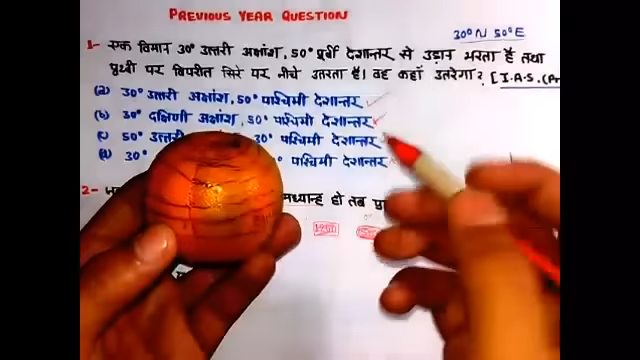 PREVIOUS YEAR QUESTION
30°N 50°E
1- एक विमान 30° उत्तरी अक्षांश, 50° पूर्वी देशान्तर से उड़ान भरता है तथा
पृथ्वी पर विपरीत सिरे पर नीचे उतरता है। वह कहाँ उतरेगा? [I.A.S.
(a) 30° उत्तरी अक्षांश, 50° पश्चिमी देशान्तर
(b) 30° दक्षिणी अक्षांश, 50° पश्चिमी देशान्तर
(c) 50° उत्तरी 30° पश्चिमी देशान्तर
(d) 30° पश्चिमी देशान्तर
2- मध्यान्ह हो तब